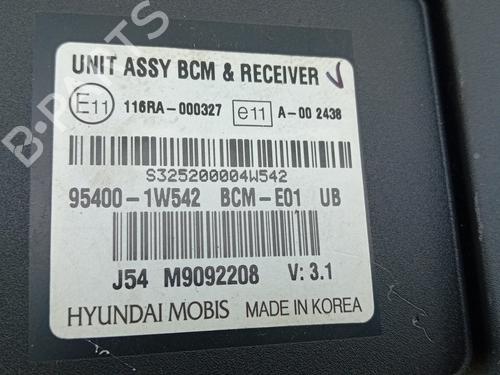 UNIT ASSY BCM & RECEIVER
E11 116RA-000327 e11 A-00 2438
S325200004W542
95400-1W542 BCM-E01 UB
J54 M9092208 V: 3.1
HYUNDAI MOBIS MADE IN KOREA
B-PARTS